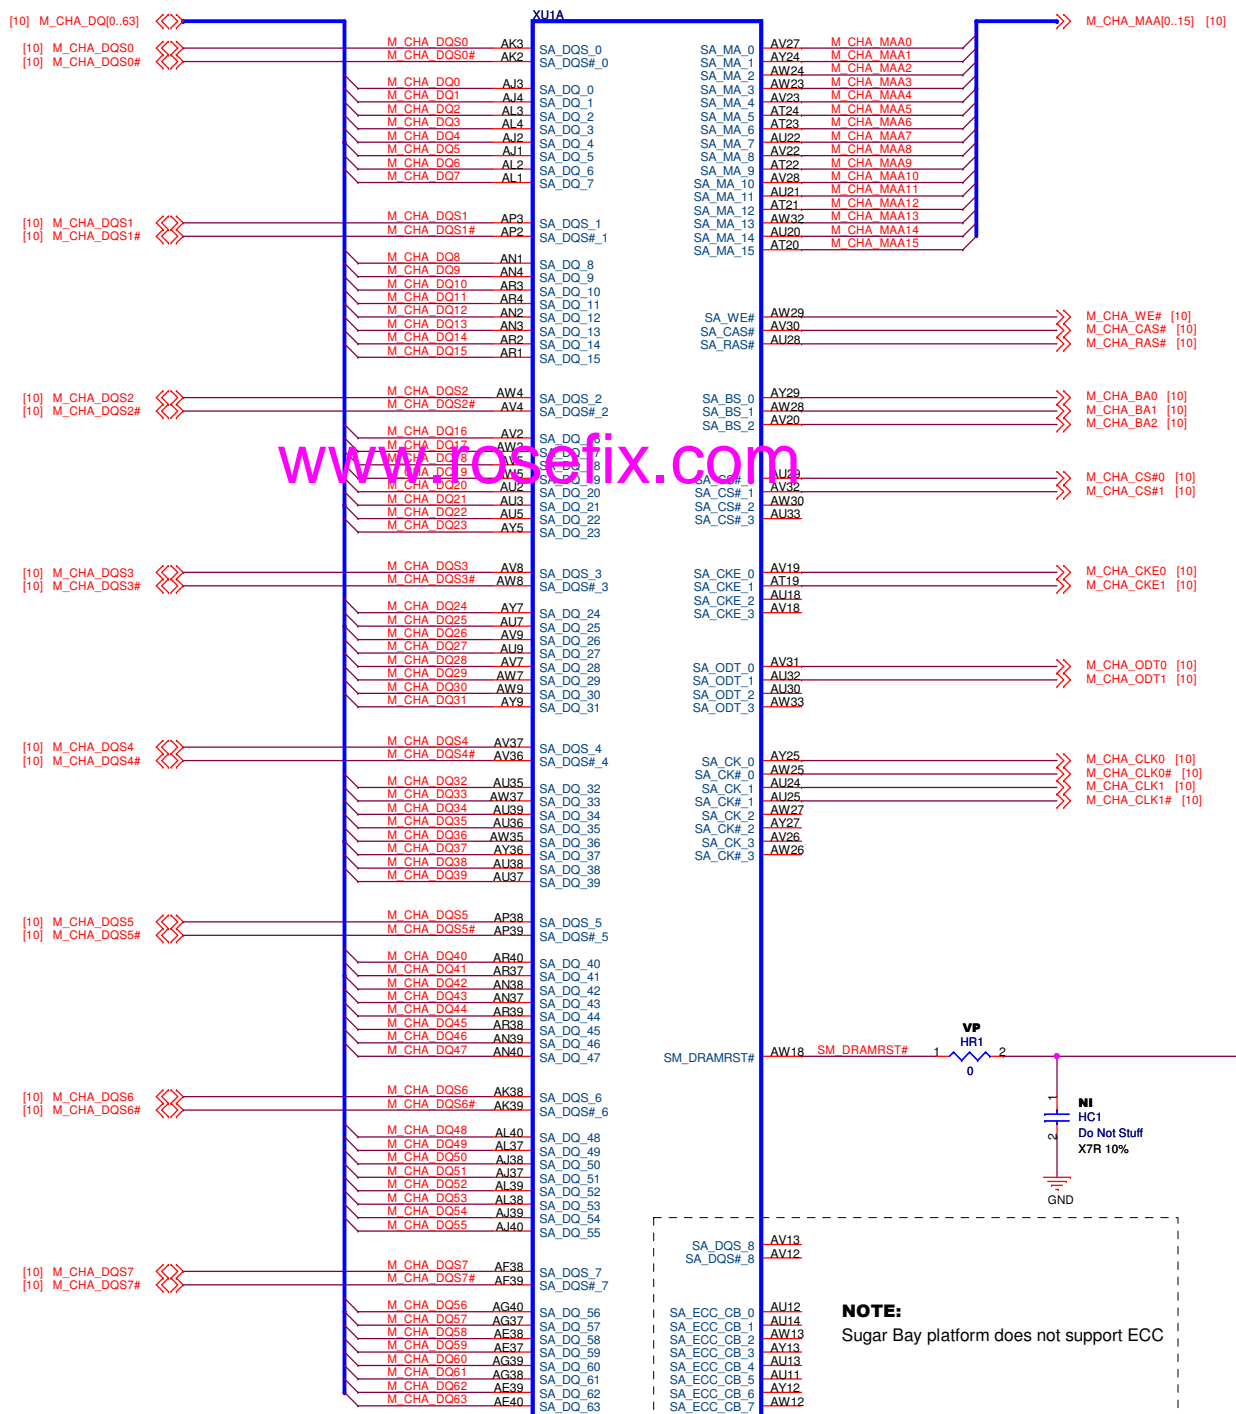 XU1A
[10] M_CHA_DQ[0..63]
[10] M_CHA_DQS0 M_CHA_DQS0 AK3 SA_DQS_0
[10] M_CHA_DQS0# M_CHA_DQS0# AK2 SA_DQS#_0
M_CHA_DQ0 AJ3 SA_DQ_0
M_CHA_DQ1 AJ4 SA_DQ_1
M_CHA_DQ2 AL3 SA_DQ_2
M_CHA_DQ3 AL4 SA_DQ_3
M_CHA_DQ4 AJ2 SA_DQ_4
M_CHA_DQ5 AJ1 SA_DQ_5
M_CHA_DQ6 AL2 SA_DQ_6
M_CHA_DQ7 AL1 SA_DQ_7
[10] M_CHA_DQS1 M_CHA_DQS1 AP3 SA_DQS_1
[10] M_CHA_DQS1# M_CHA_DQS1# AP2 SA_DQS#_1
M_CHA_DQ8 AN1 SA_DQ_8
M_CHA_DQ9 AN4 SA_DQ_9
M_CHA_DQ10 AR3 SA_DQ_10
M_CHA_DQ11 AR4 SA_DQ_11
M_CHA_DQ12 AN2 SA_DQ_12
M_CHA_DQ13 AN3 SA_DQ_13
M_CHA_DQ14 AR2 SA_DQ_14
M_CHA_DQ15 AR1 SA_DQ_15
[10] M_CHA_DQS2 M_CHA_DQS2 AW4 SA_DQS_2
[10] M_CHA_DQS2# M_CHA_DQS2# AV4 SA_DQS#_2
M_CHA_DQ16 AV2
www.rosefix.com
M_CHA_DQ20 AU2 SA_DQ_20
M_CHA_DQ21 AU3 SA_DQ_21
M_CHA_DQ22 AU5 SA_DQ_22
M_CHA_DQ23 AY5 SA_DQ_23
[10] M_CHA_DQS3 M_CHA_DQS3 AV8 SA_DQS_3
[10] M_CHA_DQS3# M_CHA_DQS3# AW8 SA_DQS#_3
M_CHA_DQ24 AY7 SA_DQ_24
M_CHA_DQ25 AU7 SA_DQ_25
M_CHA_DQ26 AV9 SA_DQ_26
M_CHA_DQ27 AU9 SA_DQ_27
M_CHA_DQ28 AV7 SA_DQ_28
M_CHA_DQ29 AW7 SA_DQ_29
M_CHA_DQ30 AW9 SA_DQ_30
M_CHA_DQ31 AY9 SA_DQ_31
[10] M_CHA_DQS4 M_CHA_DQS4 AV37 SA_DQS_4
[10] M_CHA_DQS4# M_CHA_DQS4# AV36 SA_DQS#_4
M_CHA_DQ32 AU35 SA_DQ_32
M_CHA_DQ33 AW37 SA_DQ_33
M_CHA_DQ34 AU39 SA_DQ_34
M_CHA_DQ35 AU36 SA_DQ_35
M_CHA_DQ36 AW35 SA_DQ_36
M_CHA_DQ37 AY36 SA_DQ_37
M_CHA_DQ38 AU38 SA_DQ_38
M_CHA_DQ39 AU37 SA_DQ_39
[10] M_CHA_DQS5 M_CHA_DQS5 AP38 SA_DQS_5
[10] M_CHA_DQS5# M_CHA_DQS5# AP39 SA_DQS#_5
M_CHA_DQ40 AR40 SA_DQ_40
M_CHA_DQ41 AR37 SA_DQ_41
M_CHA_DQ42 AN38 SA_DQ_42
M_CHA_DQ43 AN37 SA_DQ_43
M_CHA_DQ44 AR39 SA_DQ_44
M_CHA_DQ45 AR38 SA_DQ_45
M_CHA_DQ46 AN39 SA_DQ_46
M_CHA_DQ47 AN40 SA_DQ_47
[10] M_CHA_DQS6 M_CHA_DQS6 AK38 SA_DQS_6
[10] M_CHA_DQS6# M_CHA_DQS6# AK39 SA_DQS#_6
M_CHA_DQ48 AL40 SA_DQ_48
M_CHA_DQ49 AL37 SA_DQ_49
M_CHA_DQ50 AJ38 SA_DQ_50
M_CHA_DQ51 AJ37 SA_DQ_51
M_CHA_DQ52 AL39 SA_DQ_52
M_CHA_DQ53 AL38 SA_DQ_53
M_CHA_DQ54 AJ39 SA_DQ_54
M_CHA_DQ55 AJ40 SA_DQ_55
[10] M_CHA_DQS7 M_CHA_DQS7 AF38 SA_DQS_7
[10] M_CHA_DQS7# M_CHA_DQS7# AF39 SA_DQS#_7
M_CHA_DQ56 AG40 SA_DQ_56
M_CHA_DQ57 AG37 SA_DQ_57
M_CHA_DQ58 AE38 SA_DQ_58
M_CHA_DQ59 AE37 SA_DQ_59
M_CHA_DQ60 AG39 SA_DQ_60
M_CHA_DQ61 AG38 SA_DQ_61
M_CHA_DQ62 AE39 SA_DQ_62
M_CHA_DQ63 AE40 SA_DQ_63
M_CHA_MAA[0..15] [10]
SA_MA_0 AV27 M_CHA_MAA0
SA_MA_1 AY24 M_CHA_MAA1
SA_MA_2 AW24 M_CHA_MAA2
SA_MA_3 AW23 M_CHA_MAA3
SA_MA_4 AV23 M_CHA_MAA4
SA_MA_5 AT24 M_CHA_MAA5
SA_MA_6 AT23 M_CHA_MAA6
SA_MA_7 AU22 M_CHA_MAA7
SA_MA_8 AV22 M_CHA_MAA8
SA_MA_9 AT22 M_CHA_MAA9
SA_MA_10 AV28 M_CHA_MAA10
SA_MA_11 AU21 M_CHA_MAA11
SA_MA_12 AT21 M_CHA_MAA12
SA_MA_13 AW32 M_CHA_MAA13
SA_MA_14 AU20 M_CHA_MAA14
SA_MA_15 AT20 M_CHA_MAA15
SA_WE# AW29 M_CHA_WE# [10]
SA_CAS# AV30 M_CHA_CAS# [10]
SA_RAS# AU28 M_CHA_RAS# [10]
SA_BS_0 AY29 M_CHA_BA0 [10]
SA_BS_1 AW28 M_CHA_BA1 [10]
SA_BS_2 AV20 M_CHA_BA2 [10]
AU29 M_CHA_CS#0 [10]
SA_CS#_1 AV32 M_CHA_CS#1 [10]
SA_CS#_2 AW30
SA_CS#_3 AU33
SA_CKE_0 AV19 M_CHA_CKE0 [10]
SA_CKE_1 AT19 M_CHA_CKE1 [10]
SA_CKE_2 AU18
SA_CKE_3 AV18
SA_ODT_0 AV31 M_CHA_ODT0 [10]
SA_ODT_1 AU32 M_CHA_ODT1 [10]
SA_ODT_2 AU30
SA_ODT_3 AW33
SA_CK_0 AY25 M_CHA_CLK0 [10]
SA_CK#_0 AW25 M_CHA_CLK0# [10]
SA_CK_1 AU24 M_CHA_CLK1 [10]
SA_CK#_1 AU25 M_CHA_CLK1# [10]
SA_CK_2 AW27
SA_CK#_2 AY27
SA_CK_3 AV26
SA_CK#_3 AW26
SM_DRAMRST# AW18 SM_DRAMRST# 1 2
VP
HR1
0
1
2
NI
HC1
Do Not Stuff
X7R 10%
GND
SA_DQS_8 AV13
SA_DQS#_8 AV12
SA_ECC_CB_0 AU12
SA_ECC_CB_1 AU14
SA_ECC_CB_2 AW13
SA_ECC_CB_3 AY13
SA_ECC_CB_4 AU13
SA_ECC_CB_5 AU11
SA_ECC_CB_6 AY12
SA_ECC_CB_7 AW12
NOTE:
Sugar Bay platform does not support ECC